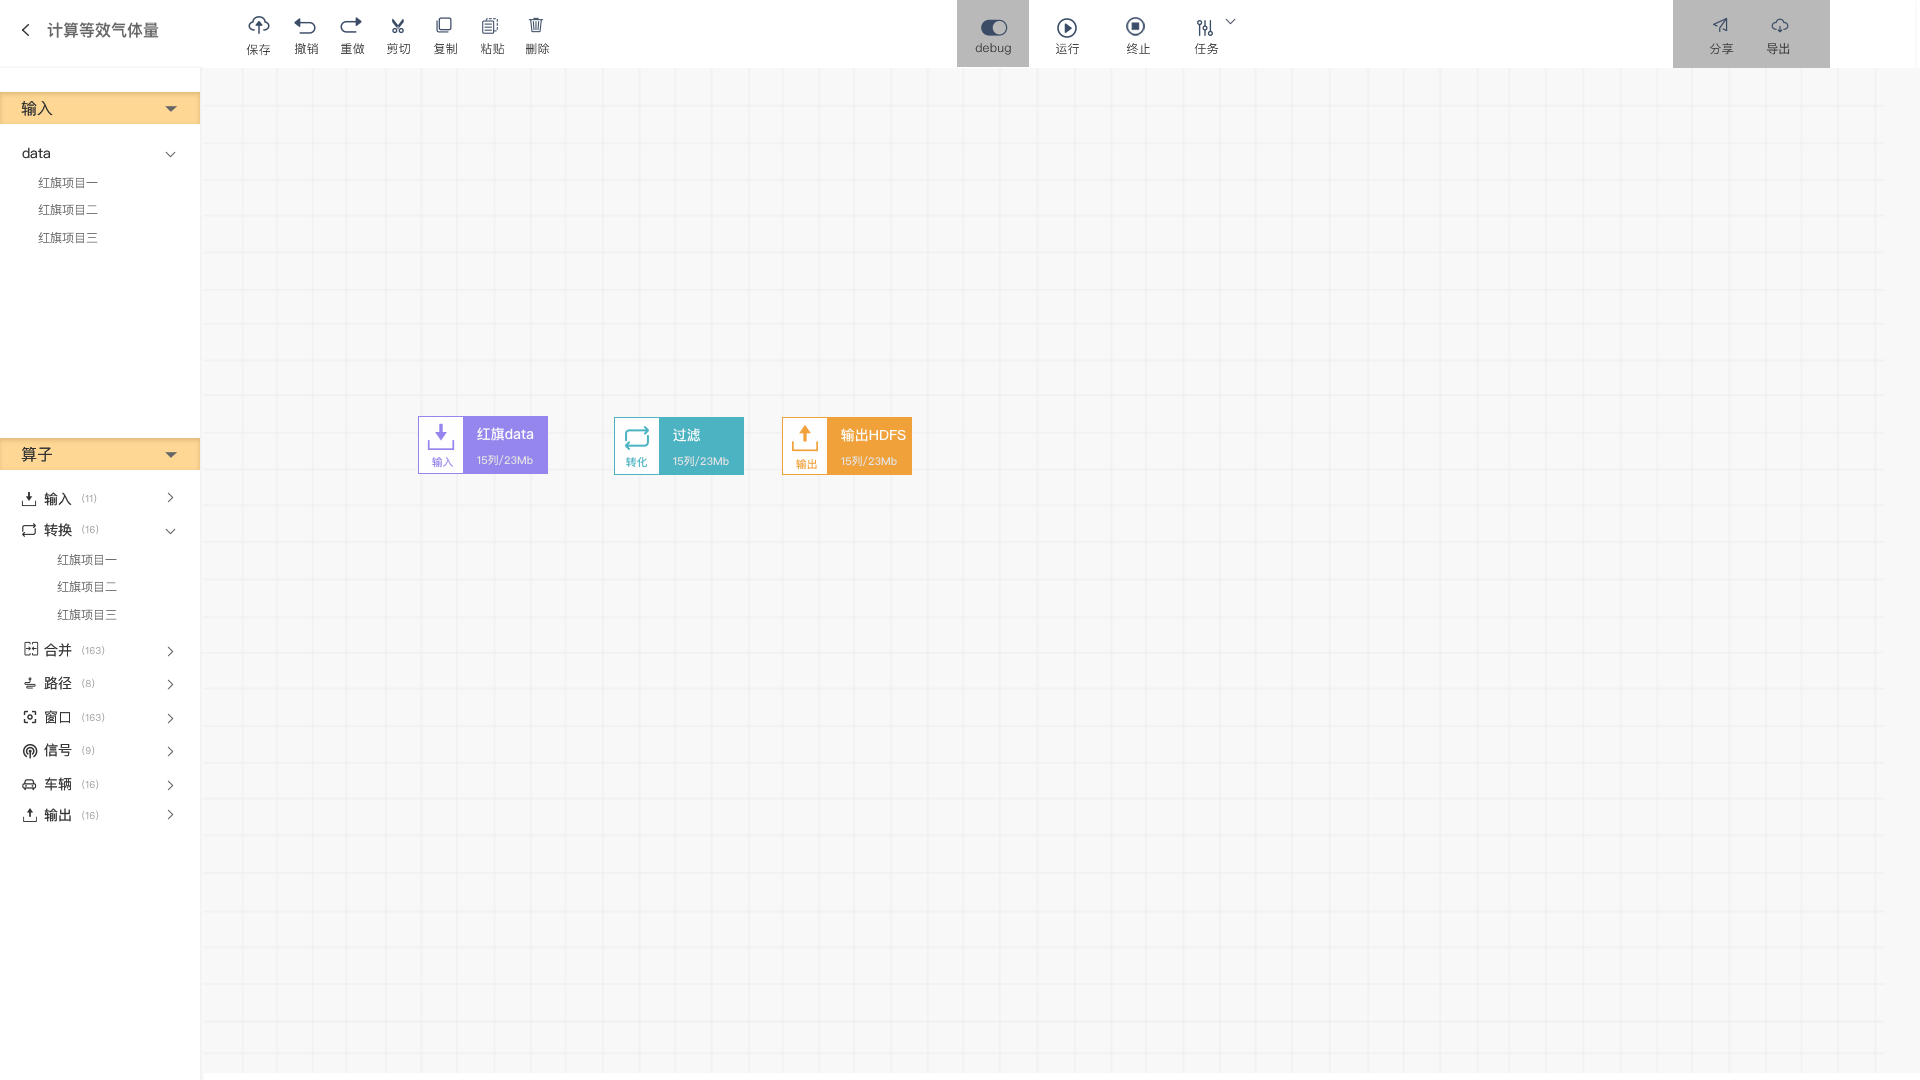 计算等效气体量
保存
撤销
重做
剪切
复制
粘贴
删除
debug
运行
终止
任务
分享
导出
输入
data
红旗项目一
红旗项目二
红旗项目三
算子
输入 (11)
转换 (16)
红旗项目一
红旗项目二
红旗项目三
合并 (163)
路径 (8)
窗口 (163)
信号 (9)
车辆 (16)
输出 (16)
输入
红旗data
15列/23Mb
转化
过滤
15列/23Mb
输出
输出HDFS
15列/23Mb